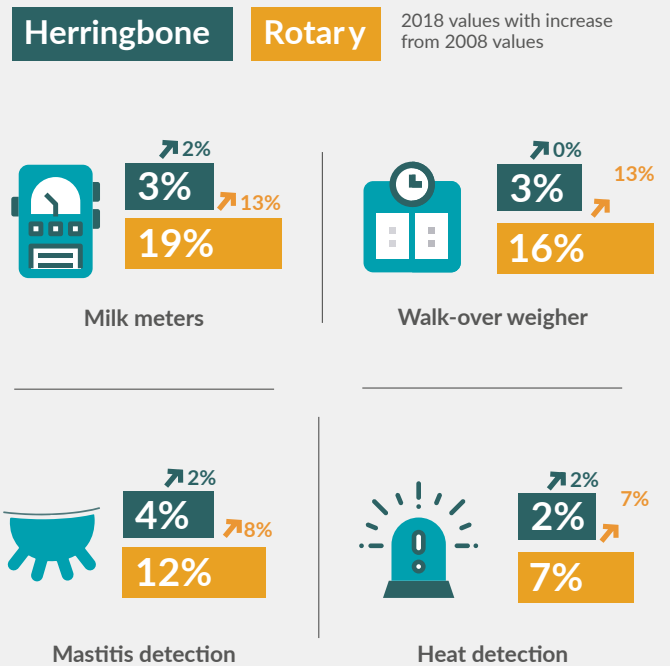 Herringbone
Rotary
2018 values with increase
from 2008 values
2%
3%
13%
19%
Milk meters
0%
3%
13%
16%
Walk-over weigher
2%
4%
8%
12%
Mastitis detection
2%
2%
7%
7%
Heat detection